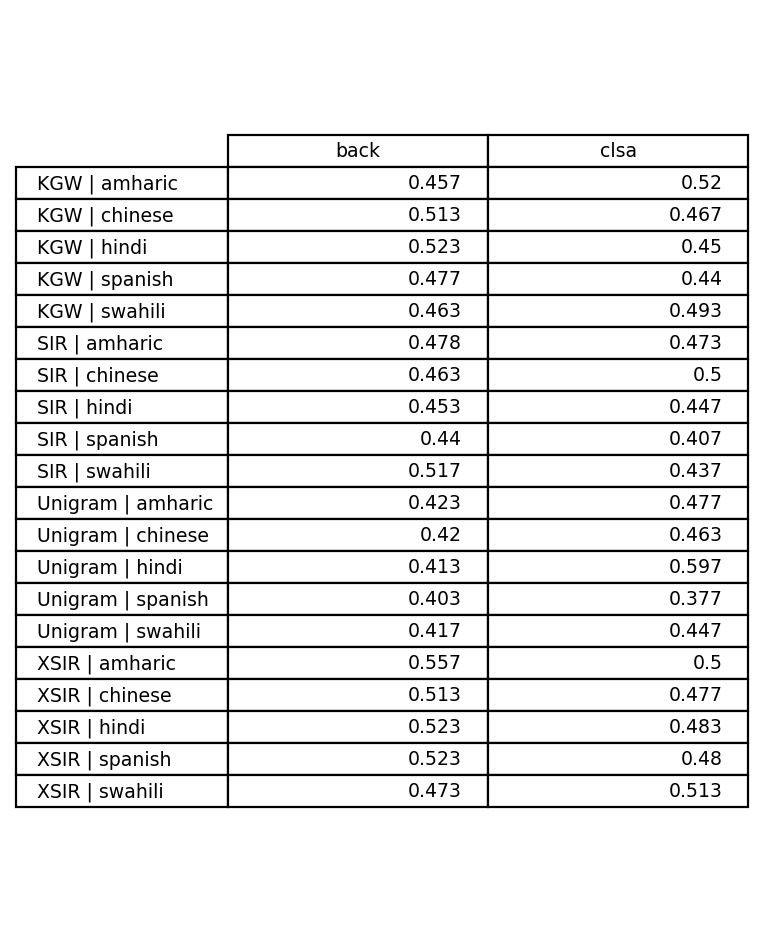 back clsa
KGW | amharic 0.457 0.52
KGW | chinese 0.513 0.467
KGW | hindi 0.523 0.45
KGW | spanish 0.477 0.44
KGW | swahili 0.463 0.493
SIR | amharic 0.478 0.473
SIR | chinese 0.463 0.5
SIR | hindi 0.453 0.447
SIR | spanish 0.44 0.407
SIR | swahili 0.517 0.437
Unigram | amharic 0.423 0.477
Unigram | chinese 0.42 0.463
Unigram | hindi 0.413 0.597
Unigram | spanish 0.403 0.377
Unigram | swahili 0.417 0.447
XSIR | amharic 0.557 0.5
XSIR | chinese 0.513 0.477
XSIR | hindi 0.523 0.483
XSIR | spanish 0.523 0.48
XSIR | swahili 0.473 0.513